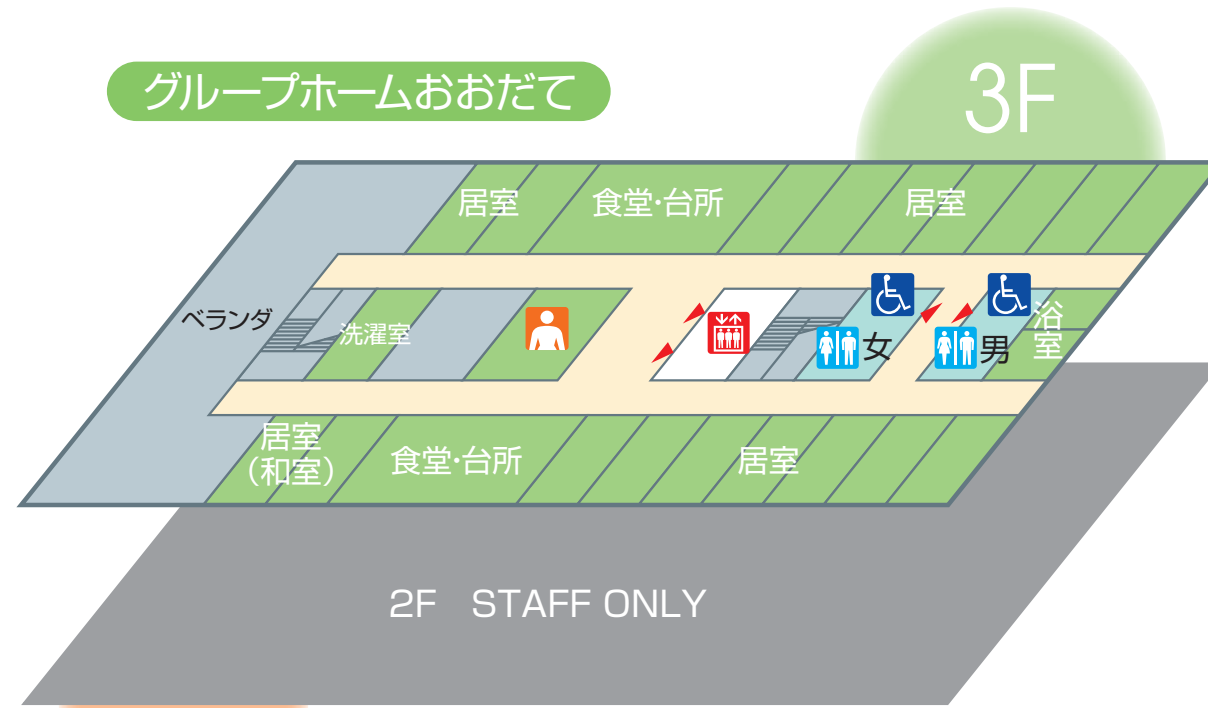 グループホームおおだて
3F
居室
食堂・台所
居室
ベランダ
洗濯室
女
男
浴室
居室
（和室）
食堂・台所
居室
2F STAFF ONLY